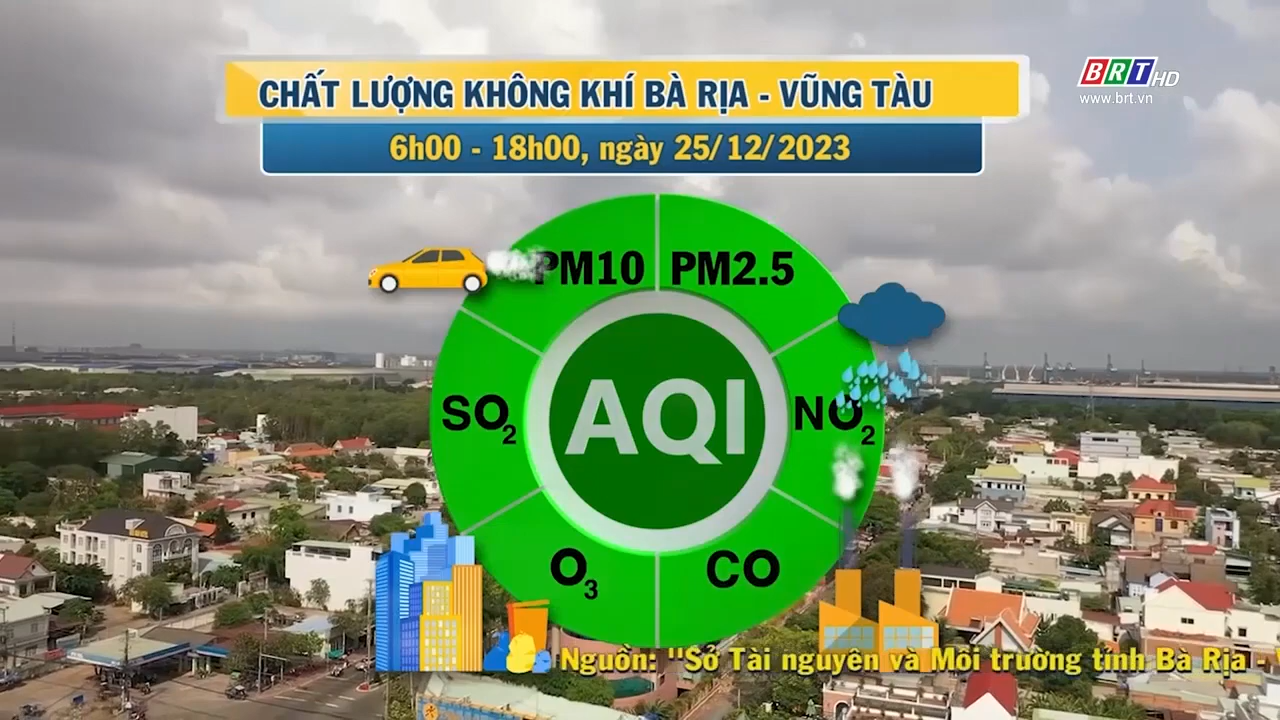 CHẤT LƯỢNG KHÔNG KHÍ BÀ RỊA - VŨNG TÀU
BRT HD
www.brt.vn
6h00 - 18h00, ngày 25/12/2023
PM10
PM2.5
SO₂
AQI
NO₂
O₃
CO
Nguồn: "Sở Tài nguyên và Môi trường tỉnh Bà Rịa -